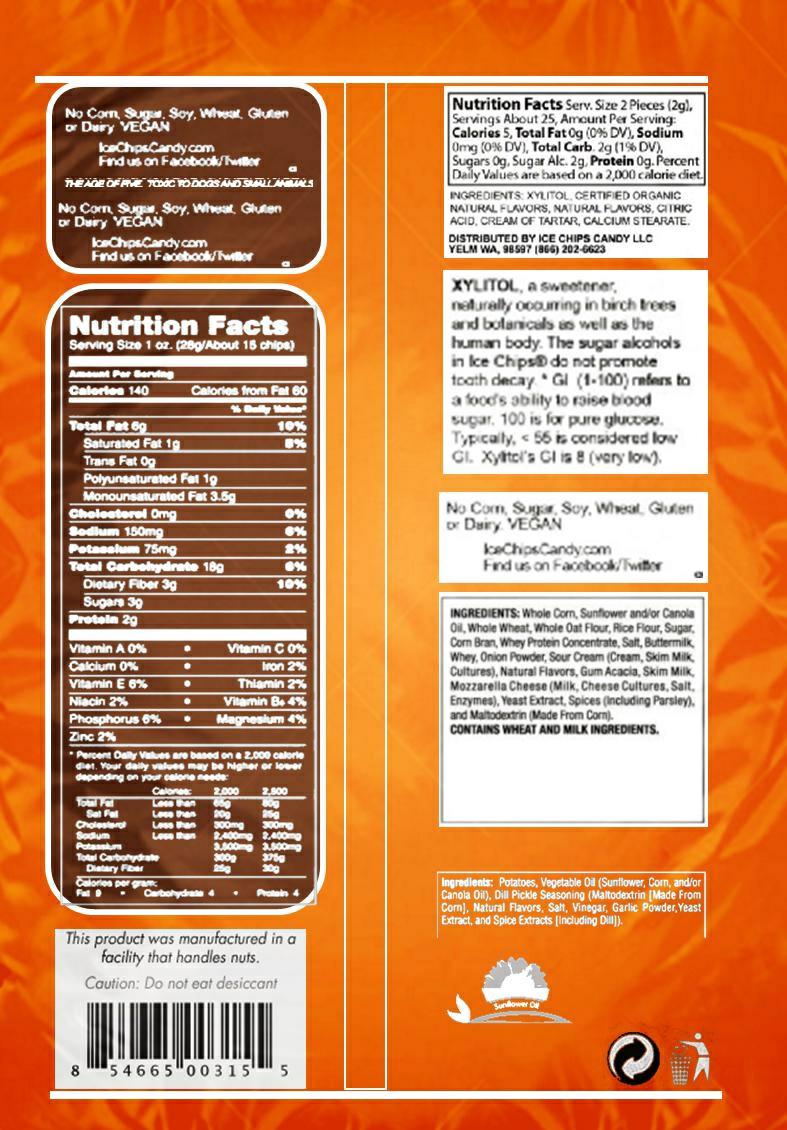 No Corn, Sugar, Soy, Wheat, Gluten
or Dairy. VEGAN
IceChipsCandy.com
Find us on Facebook/Twitter
THE AGE OF FIVE. TOXIC TO DOGS AND SMALL ANIMALS
No Corn, Sugar, Soy, Wheat, Gluten
or Dairy. VEGAN
IceChipsCandy.com
Find us on Facebook/Twitter
Nutrition Facts
Serving Size 1 oz. (28g/About 15 chips)
Amount Per Serving
Calories 140 Calories from Fat 60
% Daily Value*
Total Fat 6g 10%
Saturated Fat 1g 5%
Trans Fat 0g
Polyunsaturated Fat 1g
Monounsaturated Fat 3.5g
Cholesterol 0mg 0%
Sodium 150mg 6%
Potassium 75mg 2%
Total Carbohydrate 18g 6%
Dietary Fiber 3g 10%
Sugars 3g
Protein 2g
Vitamin A 0% • Vitamin C 0%
Calcium 0% • Iron 2%
Vitamin E 6% • Thiamin 2%
Niacin 2% • Vitamin B₆ 4%
Phosphorus 6% • Magnesium 4%
Zinc 2%
* Percent Daily Values are based on a 2,000 calorie
diet. Your daily values may be higher or lower
depending on your calorie needs:
Calories: 2,000 2,500
Total Fat Less than 65g 80g
Sat Fat Less than 20g 25g
Cholesterol Less than 300mg 300mg
Sodium Less than 2,400mg 2,400mg
Potassium 3,500mg 3,500mg
Total Carbohydrate 300g 375g
Dietary Fiber 25g 30g
Calories per gram:
Fat 9 • Carbohydrate 4 • Protein 4
This product was manufactured in a
facility that handles nuts.
Caution: Do not eat desiccant
8 54665 00315 5
Nutrition Facts Serv. Size 2 Pieces (2g),
Servings About 25, Amount Per Serving:
Calories 5, Total Fat 0g (0% DV), Sodium
0mg (0% DV), Total Carb. 2g (1% DV),
Sugars 0g, Sugar Alc. 2g, Protein 0g. Percent
Daily Values are based on a 2,000 calorie diet.
INGREDIENTS: XYLITOL, CERTIFIED ORGANIC
NATURAL FLAVORS, NATURAL FLAVORS, CITRIC
ACID, CREAM OF TARTAR, CALCIUM STEARATE.
DISTRIBUTED BY ICE CHIPS CANDY LLC
YELM WA, 98597 (866) 202-6623
XYLITOL, a sweetener,
naturally occurring in birch trees
and botanicals as well as the
human body. The sugar alcohols
in Ice Chips® do not promote
tooth decay. * GI (1-100) refers to
a food's ability to raise blood
sugar. 100 is for pure glucose.
Typically, < 55 is considered low
GI. Xylitol's GI is 8 (very low).
No Corn, Sugar, Soy, Wheat, Gluten
or Dairy. VEGAN
IceChipsCandy.com
Find us on Facebook/Twitter
INGREDIENTS: Whole Corn, Sunflower and/or Canola
Oil, Whole Wheat, Whole Oat Flour, Rice Flour, Sugar,
Corn Bran, Whey Protein Concentrate, Salt, Buttermilk,
Whey, Onion Powder, Sour Cream (Cream, Skim Milk,
Cultures), Natural Flavors, Gum Acacia, Skim Milk,
Mozzarella Cheese (Milk, Cheese Cultures, Salt,
Enzymes), Yeast Extract, Spices (Including Parsley),
and Maltodextrin (Made From Corn).
CONTAINS WHEAT AND MILK INGREDIENTS.
Ingredients: Potatoes, Vegetable Oil (Sunflower, Corn, and/or
Canola Oil), Dill Pickle Seasoning (Maltodextrin [Made From
Corn], Natural Flavors, Salt, Vinegar, Garlic Powder,Yeast
Extract, and Spice Extracts [Including Dill]).
Sunflower Oil